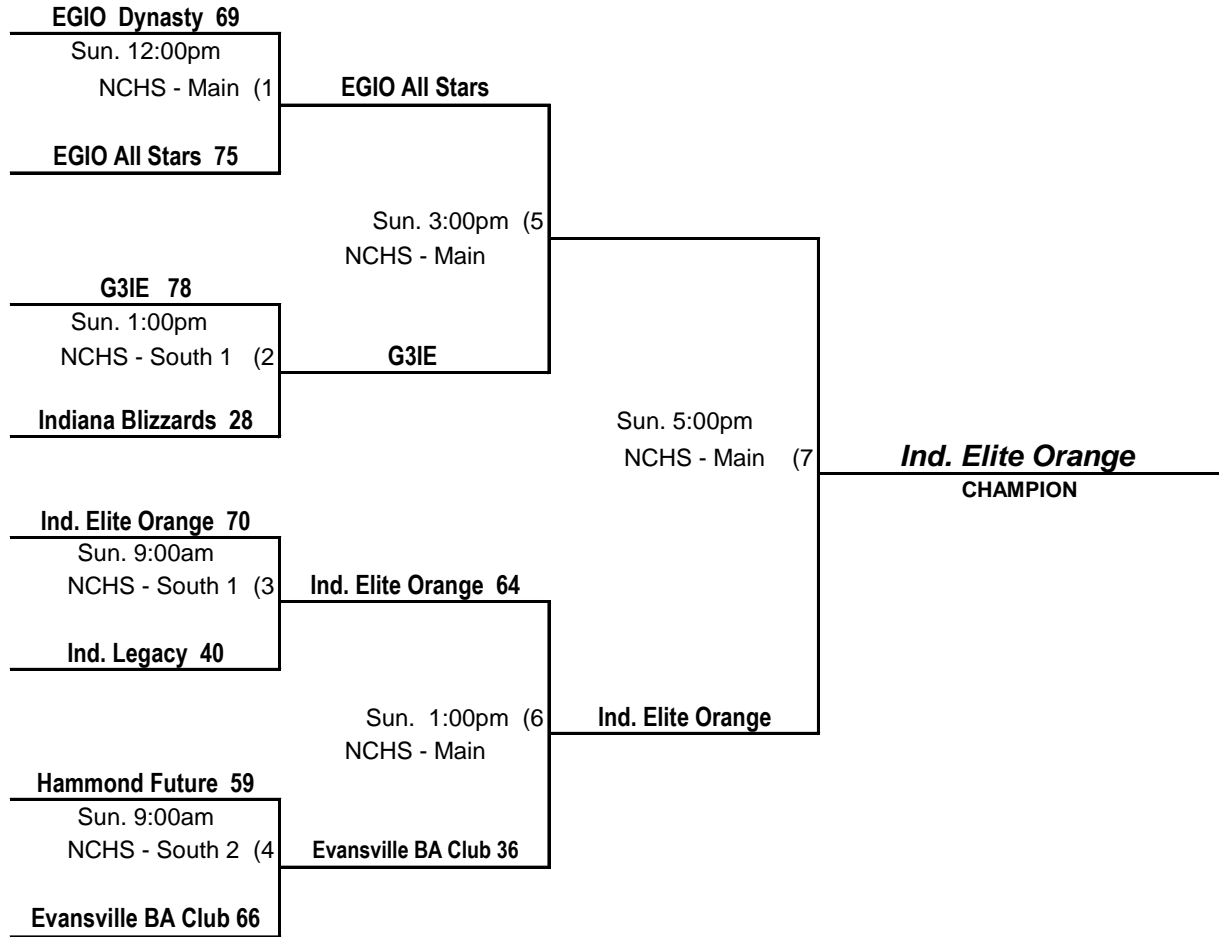 EGIO Dynasty 69
Sun. 12:00pm
NCHS - Main (1
EGIO All Stars
EGIO All Stars 75
Sun. 3:00pm (5
NCHS - Main
G3IE 78
Sun. 1:00pm
NCHS - South 1 (2
G3IE
Indiana Blizzards 28
Sun. 5:00pm
NCHS - Main (7
Ind. Elite Orange
CHAMPION
Ind. Elite Orange 70
Sun. 9:00am
NCHS - South 1 (3
Ind. Elite Orange 64
Ind. Legacy 40
Sun. 1:00pm (6
NCHS - Main
Ind. Elite Orange
Hammond Future 59
Sun. 9:00am
NCHS - South 2 (4
Evansville BA Club 36
Evansville BA Club 66